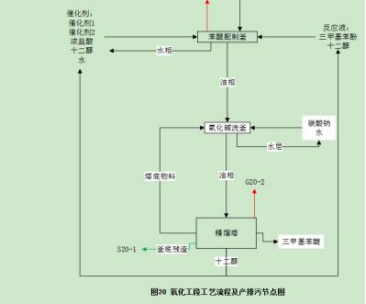 催化剂:
催化剂1
催化剂2
浓盐酸
十二醇
水
苯酚配制釜
反应液:
三甲基苯酚
十二醇
水相
油相
氧化碱洗釜
碳酸钠
水
水层
塔底物料
油相
G20-2
精馏塔
三甲基苯醌
S20-1
釜底残渣
十二醇
图20 氧化工段工艺流程及产排污节点图